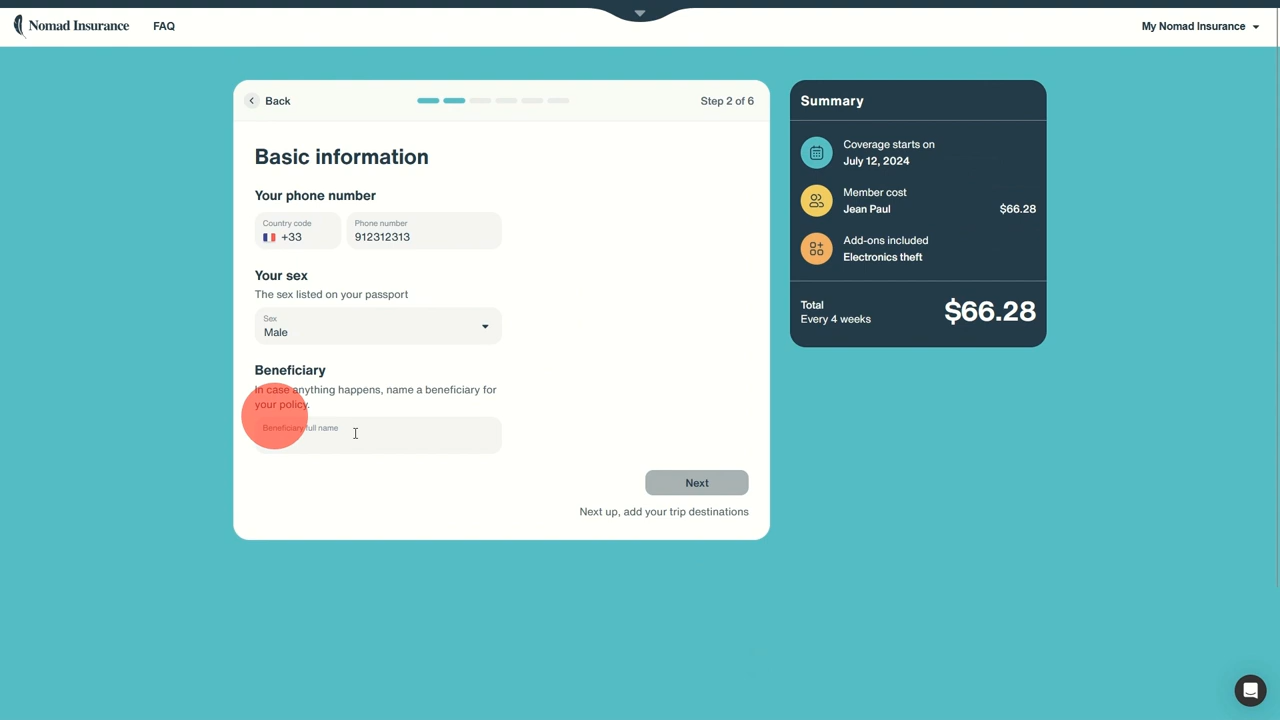 Nomad Insurance
FAQ
My Nomad Insurance
Back
Step 2 of 6
Basic information
Your phone number
Country code
+33
Phone number
912312313
Your sex
The sex listed on your passport
Sex
Male
Beneficiary
In case anything happens, name a beneficiary for
your policy.
Beneficiary full name
Next
Next up, add your trip destinations
Summary
Coverage starts on
July 12, 2024
Member cost
Jean Paul $66.28
Add-ons included
Electronics theft
Total
Every 4 weeks
$66.28